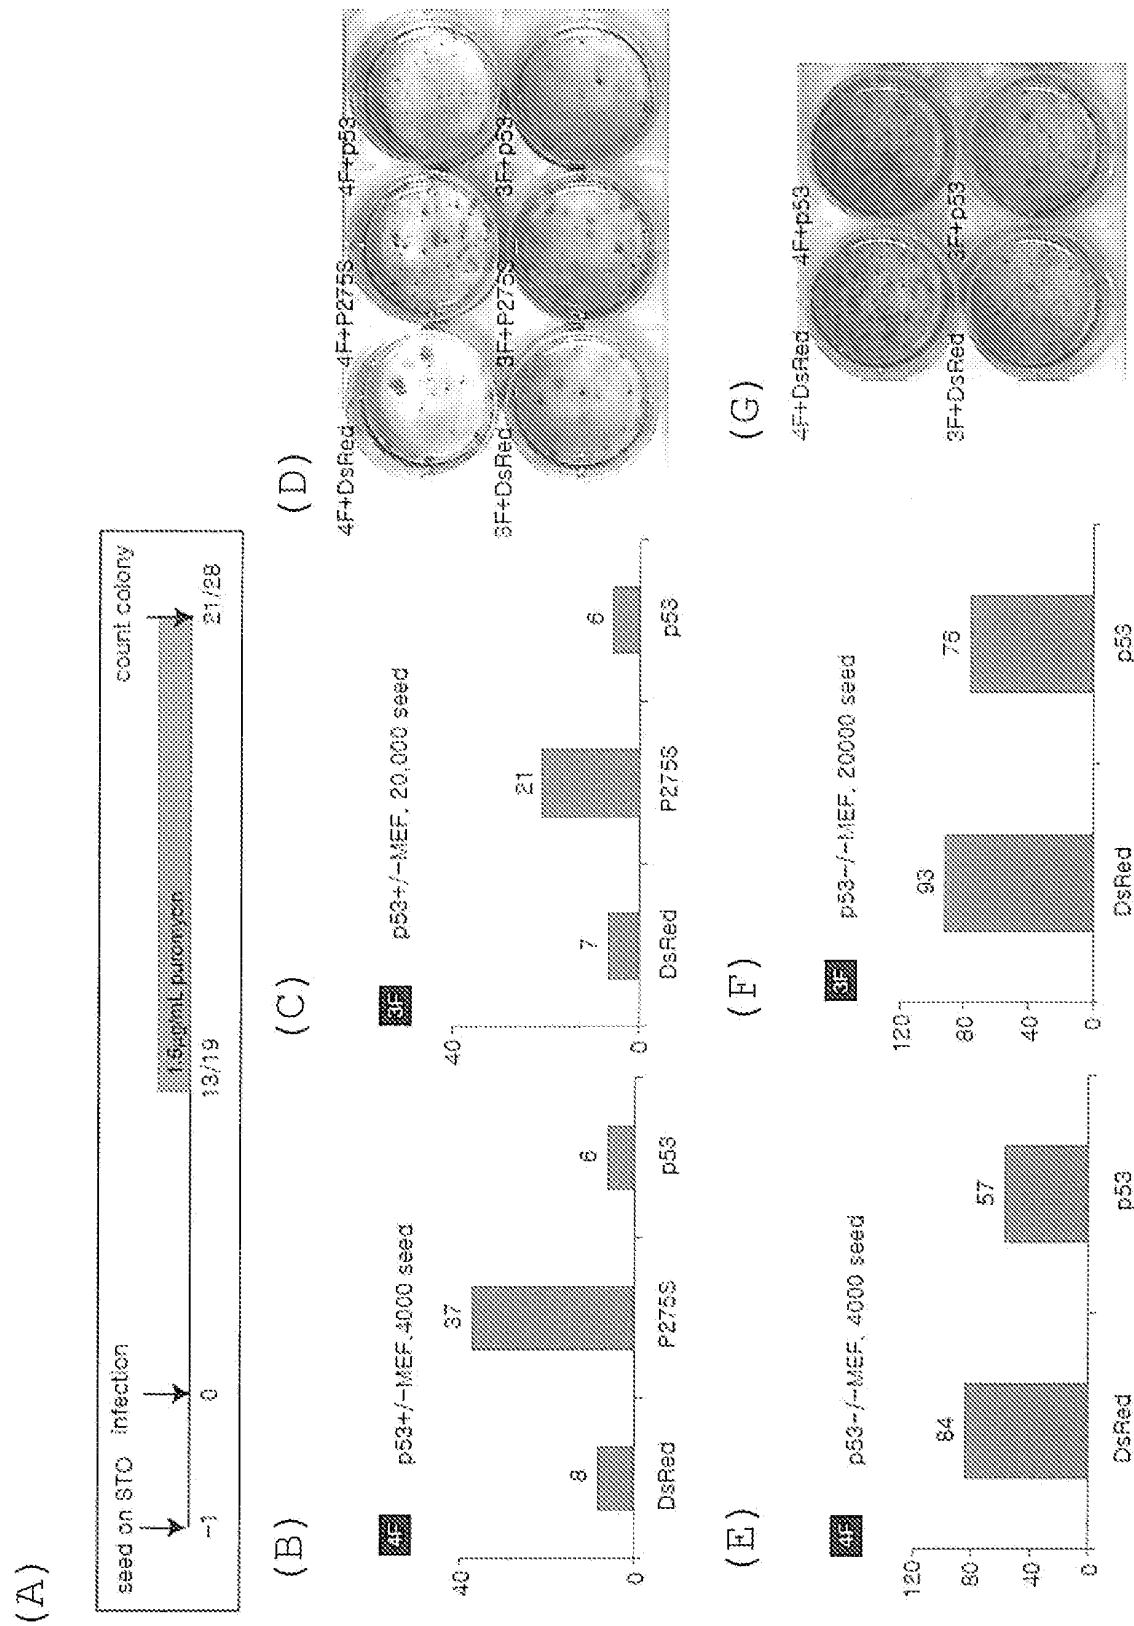 (A)
seed on STO infection count colony
1.5μg/mL puromycin
-1 0 13/19 21/28
(B)
4F p53+/-MEF, 4000 seed
40
0
8 37 6
DsRed P275S p53
(C)
3F p53+/-MEF, 20,000 seed
40
0
7 21 6
DsRed P275S p53
(D)
4F+DsRed 4F+P275S 4F+p53
3F+DsRed 3F+P275S 3F+p53
(E)
4F p53-/-MEF, 4000 seed
120
80
40
0
84 57
DsRed p53
(F)
3F p53-/-MEF, 20000 seed
120
80
40
0
93 76
DsRed p53
(G)
4F+DsRed 4F+p53
3F+DsRed 3F+p53